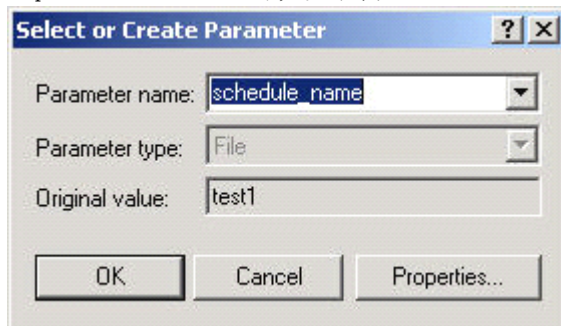 Select or Create Parameter
Parameter name: schedule_name
Parameter type: File
Original value: test1
OK Cancel Properties...